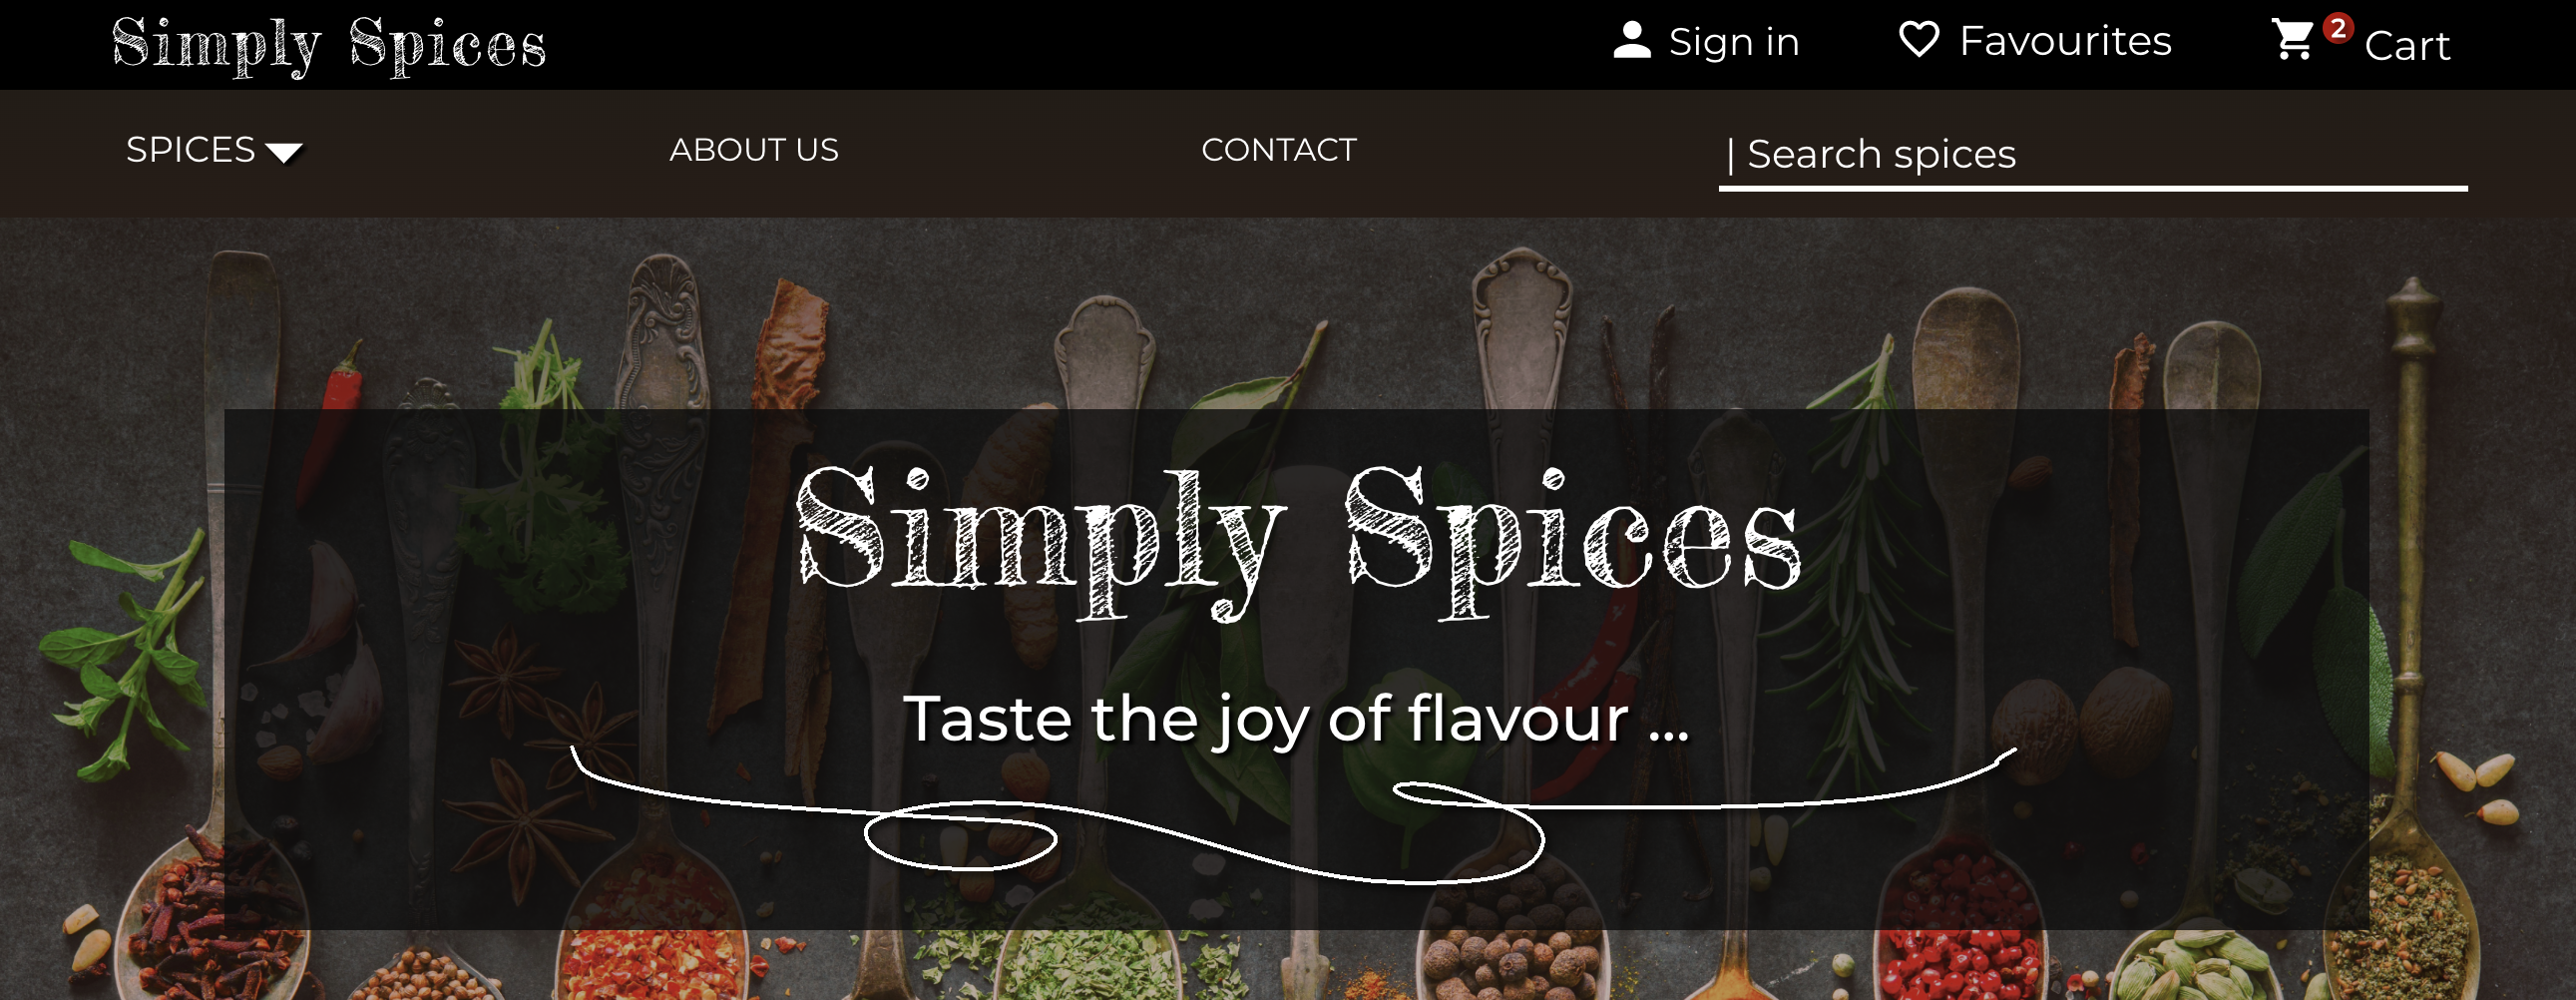 Simply Spices
Sign in
Favourites
2
Cart
SPICES
ABOUT US
CONTACT
| Search spices
Simply Spices
Taste the joy of flavour ...